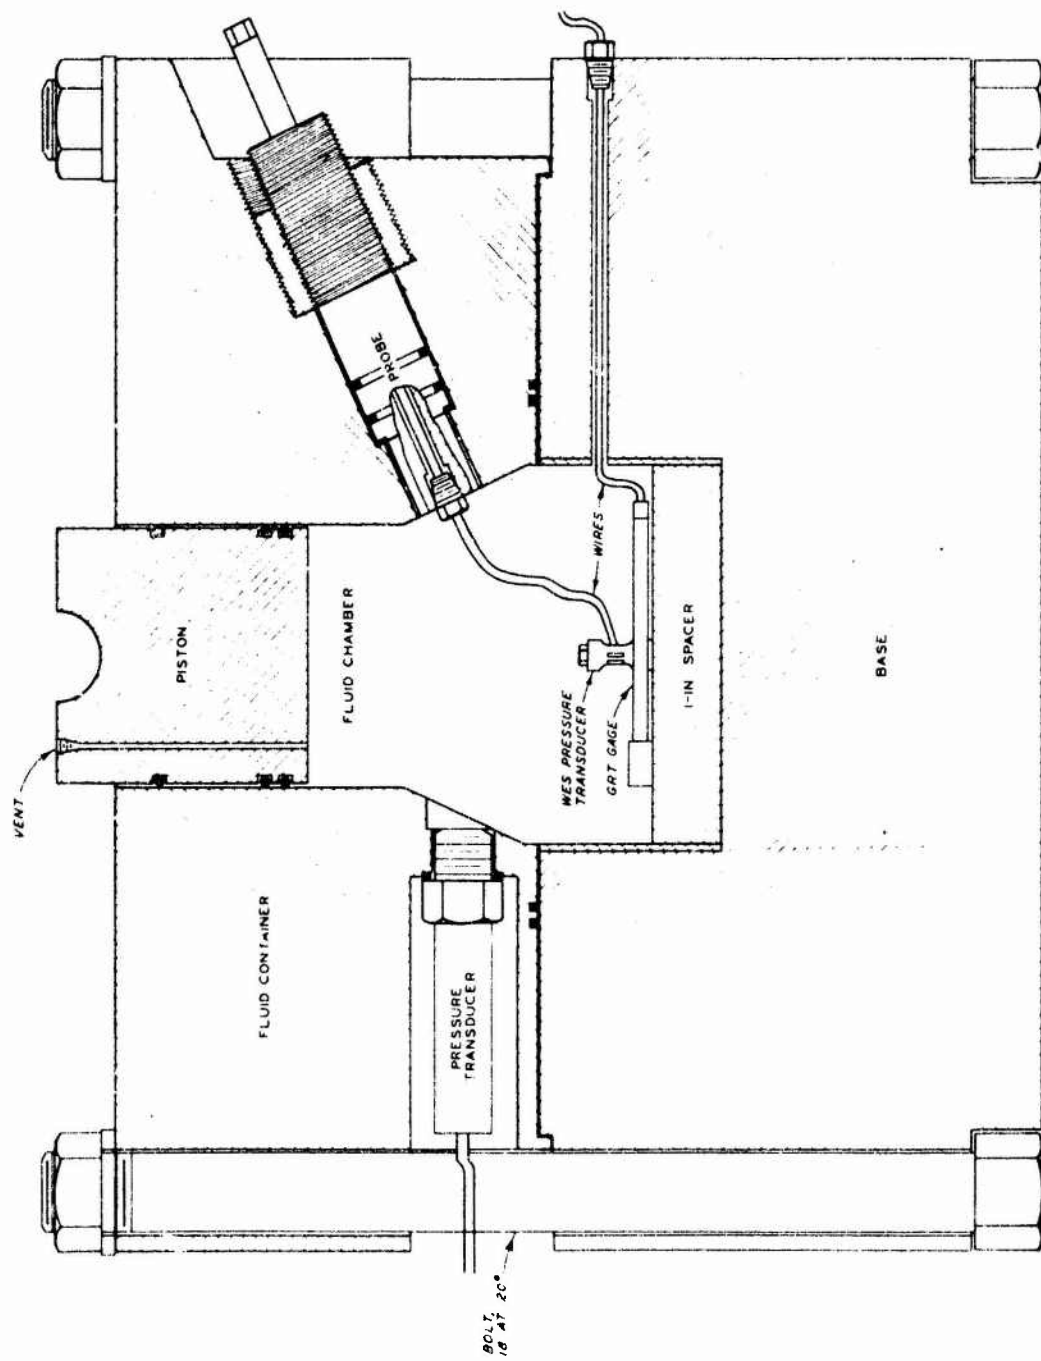 VENT
PISTON
FLUID CHAMBER
FLUID CONTAINER
PROBE
WIRES
WES PRESSURE
TRANSDUCER
GRT GAGE
1-IN SPACER
PRESSURE
TRANSDUCER
BASE
BOLT,
18 AT 20°